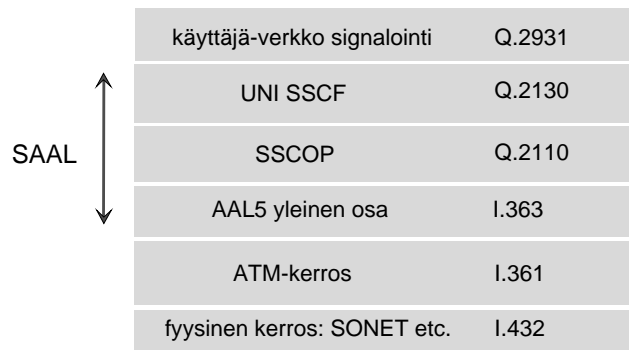 käyttäjä-verkko signalointi Q.2931
UNI SSCF Q.2130
SAAL
SSCOP Q.2110
AAL5 yleinen osa I.363
ATM-kerros I.361
fyysinen kerros: SONET etc. I.432